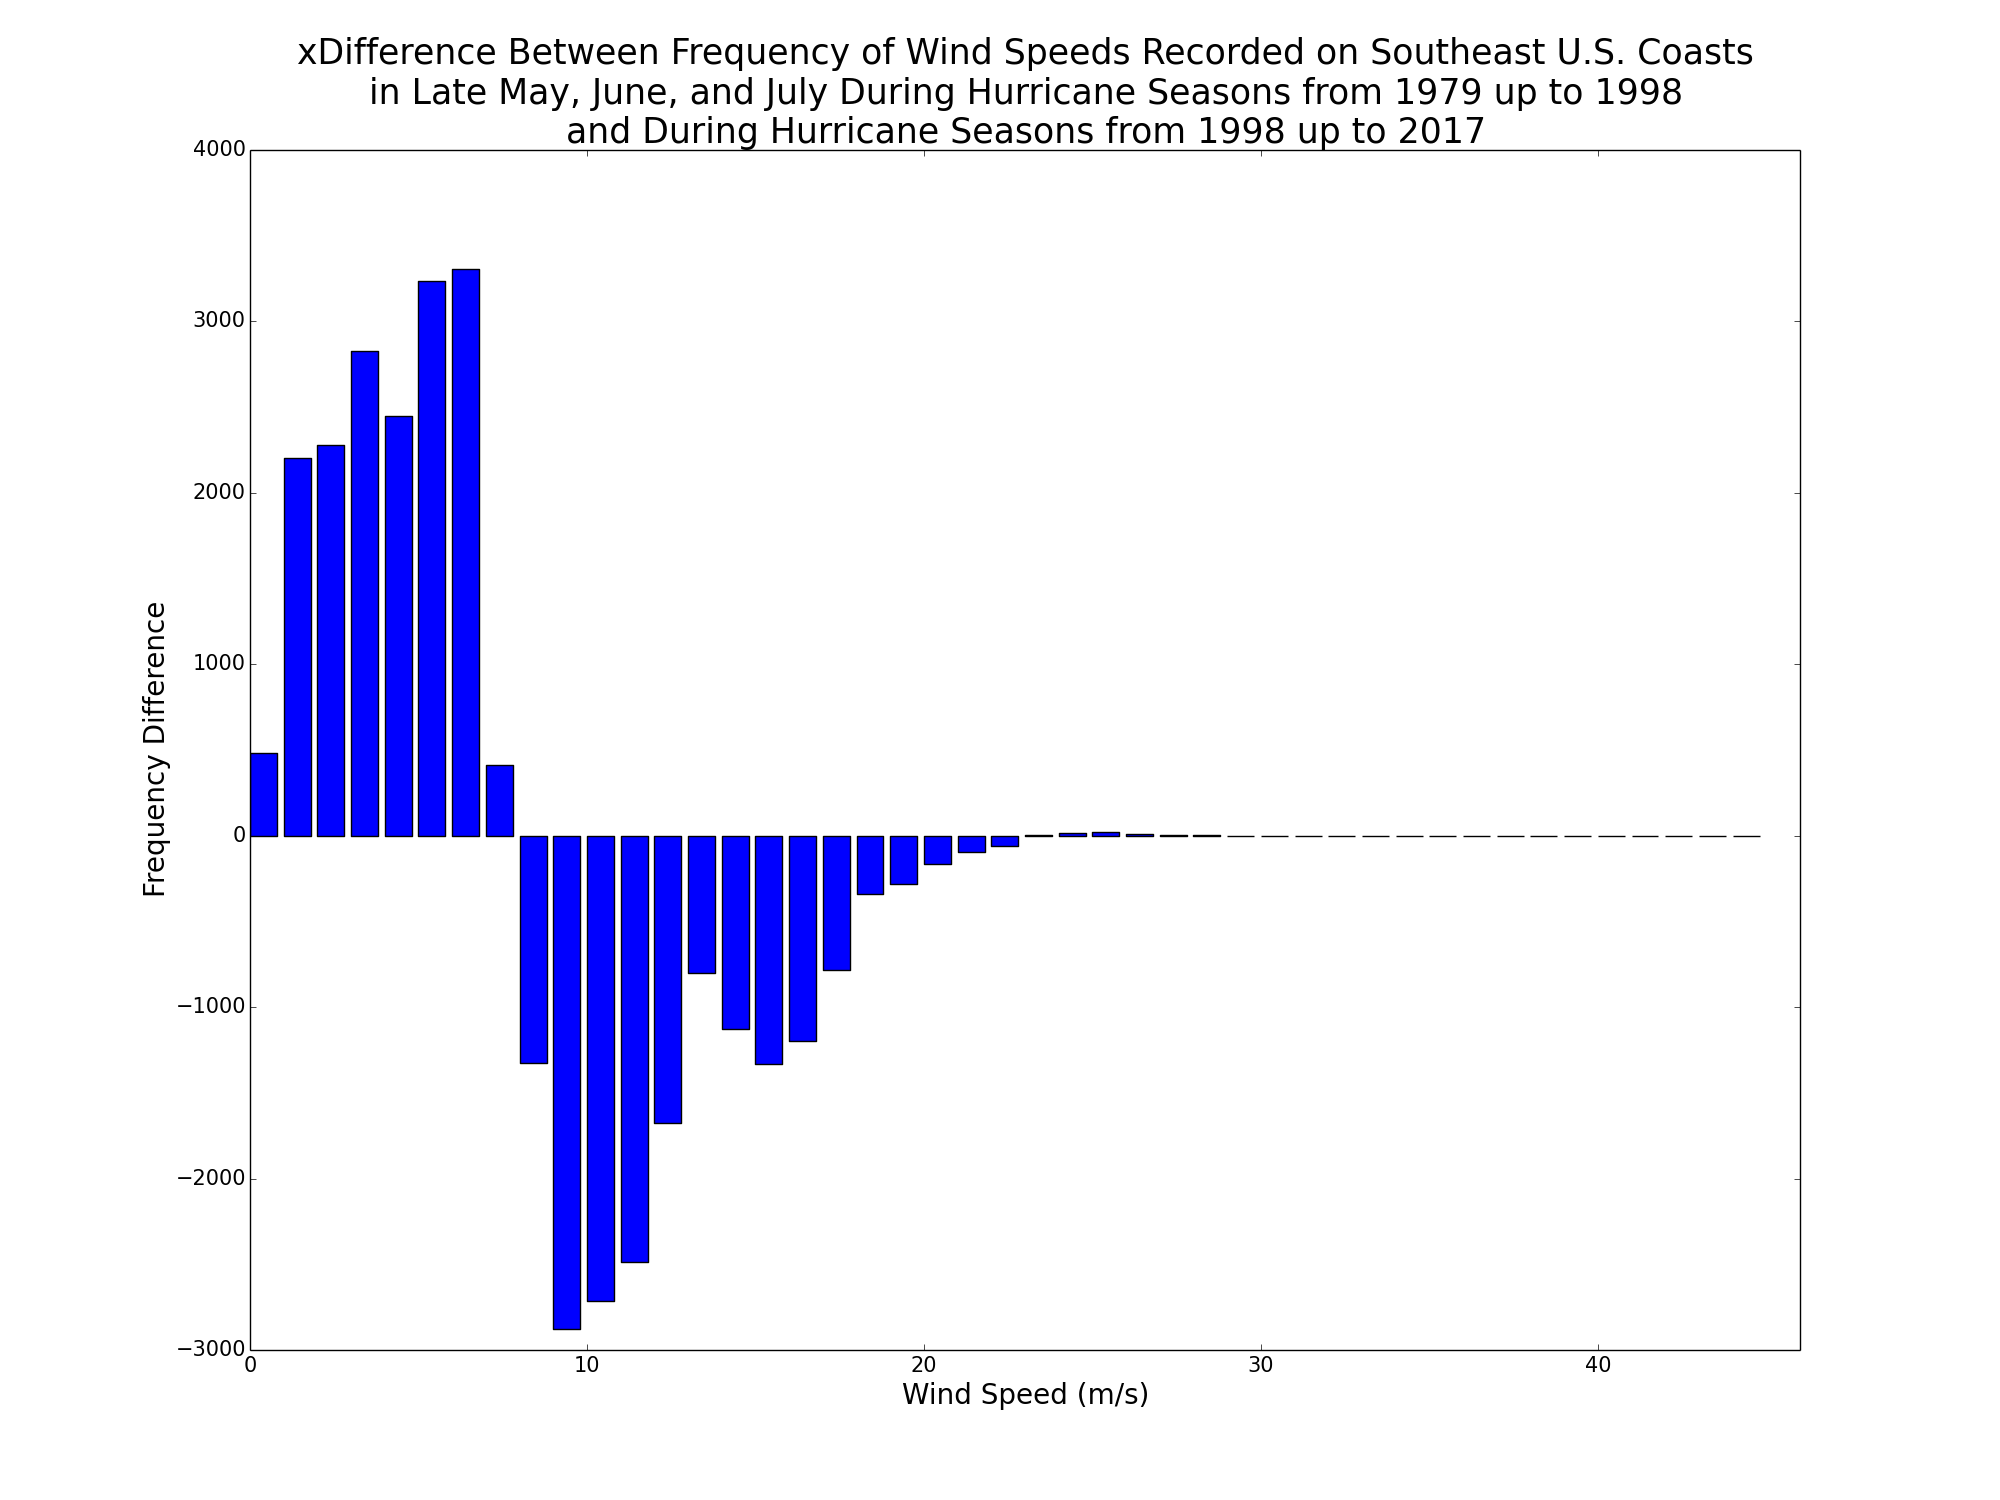 xDifference Between Frequency of Wind Speeds Recorded on Southeast U.S. Coasts
in Late May, June, and July During Hurricane Seasons from 1979 up to 1998
and During Hurricane Seasons from 1998 up to 2017
4000
3000
2000
1000
0
−1000
−2000
−3000
Frequency Difference
0 10 20 30 40
Wind Speed (m/s)